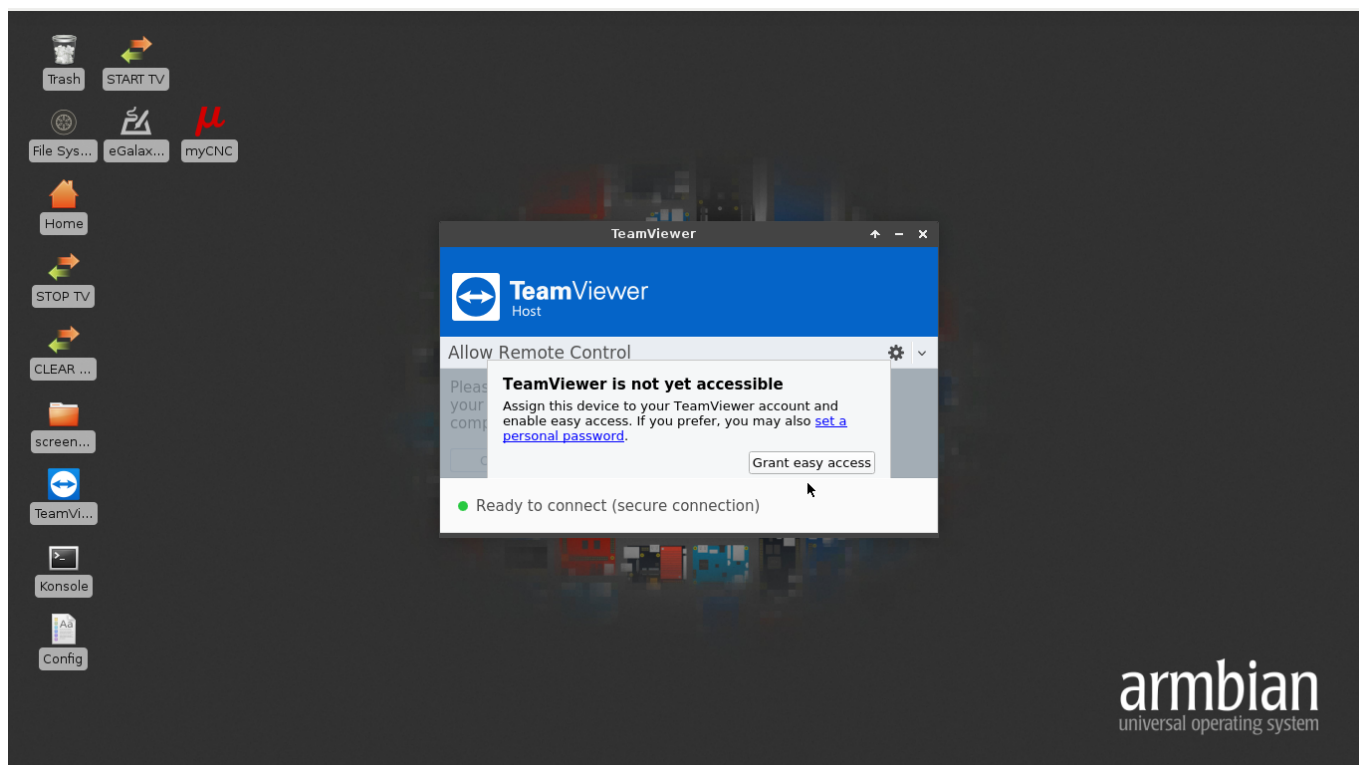 Trash
START TV
File Sys...
eGalax...
myCNC
Home
STOP TV
CLEAR ...
screen...
TeamVi...
Konsole
Config
TeamViewer
TeamViewer
Host
Allow Remote Control
Pleas
your
comp
TeamViewer is not yet accessible
Assign this device to your TeamViewer account and
enable easy access. If you prefer, you may also set a
personal password.
Grant easy access
Ready to connect (secure connection)
armbian
universal operating system